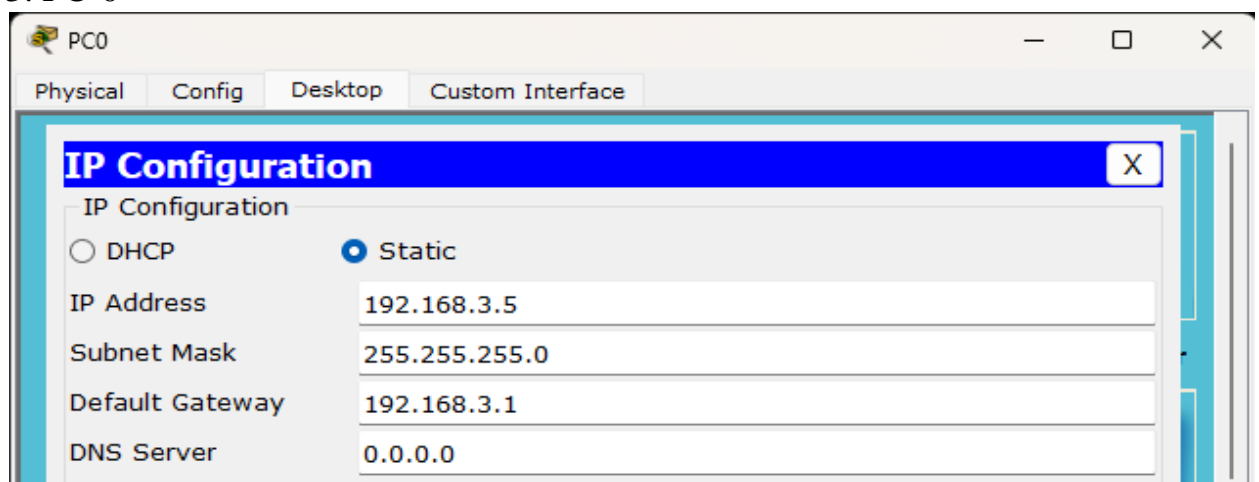 PC0
Physical Config Desktop Custom Interface
IP Configuration X
IP Configuration
DHCP Static
IP Address 192.168.3.5
Subnet Mask 255.255.255.0
Default Gateway 192.168.3.1
DNS Server 0.0.0.0